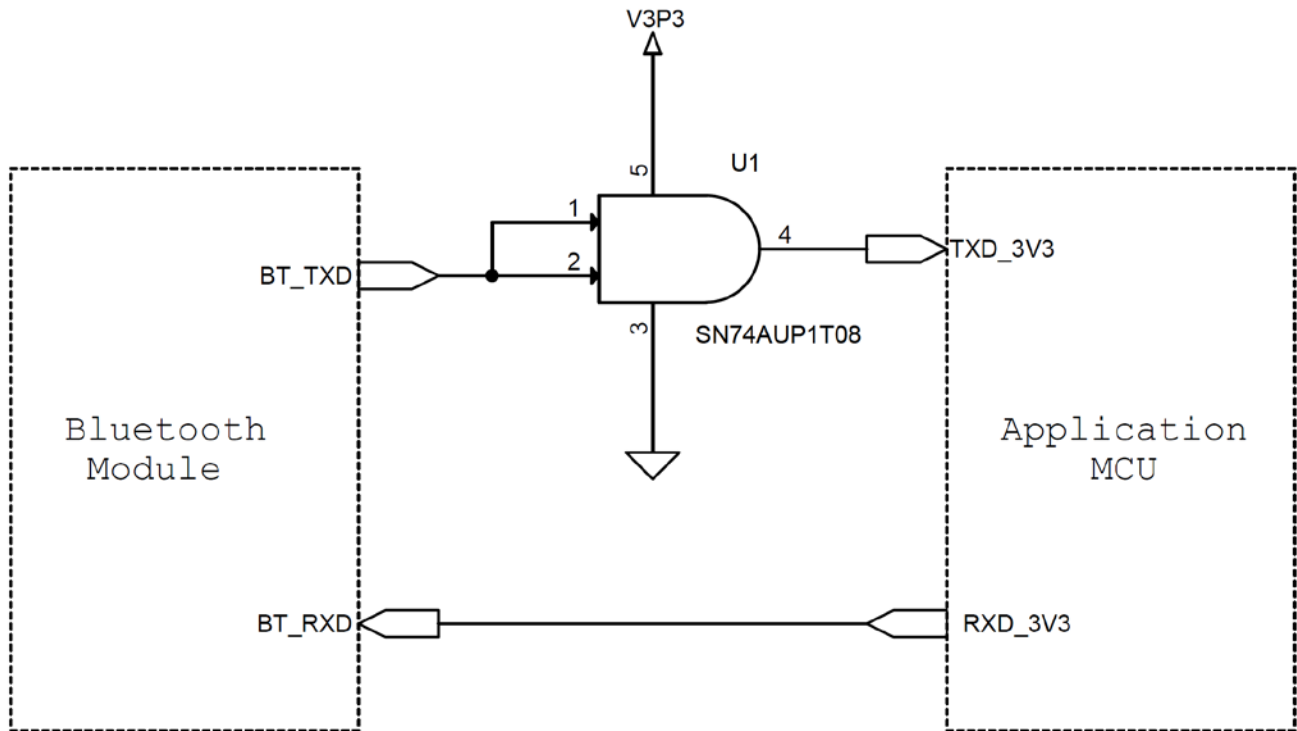 V3P3
5
U1
1
2
4
BT_TXD
TXD_3V3
3
SN74AUP1T08
Bluetooth
Module
Application
MCU
BT_RXD
RXD_3V3